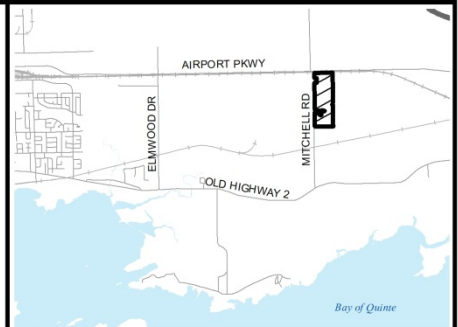 AIRPORT PKWY
ELMWOOD DR
MITCHELL RD
OLD HIGHWAY 2
Bay of Quinte